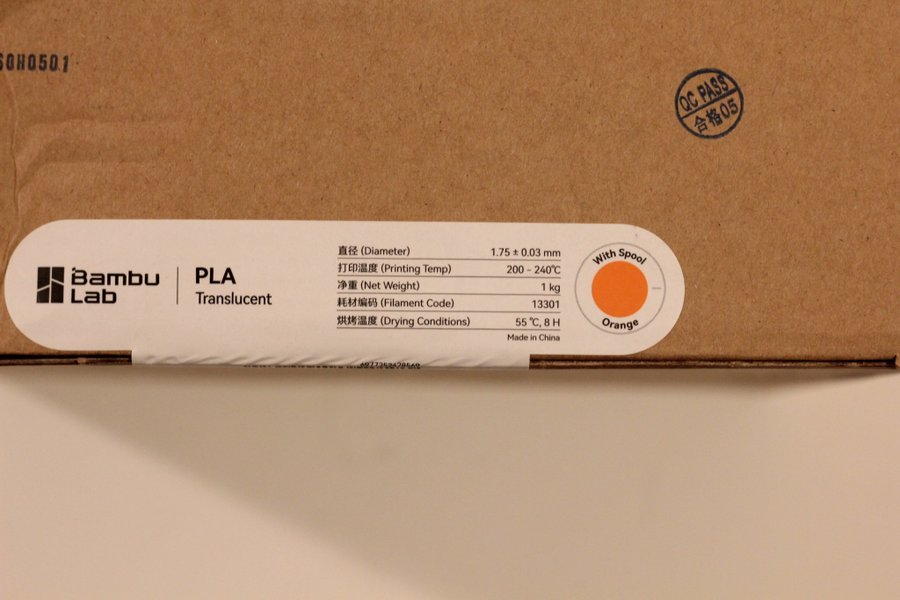 QC PASS
合格05
Bambu
Lab
PLA
Translucent
直径 (Diameter) 1.75 ± 0.03 mm
打印温度 (Printing Temp) 200 - 240℃
净重 (Net Weight) 1 kg
耗材编码 (Filament Code) 13301
烘烤温度 (Drying Conditions) 55 ℃, 8 H
Made in China
With Spool
Orange